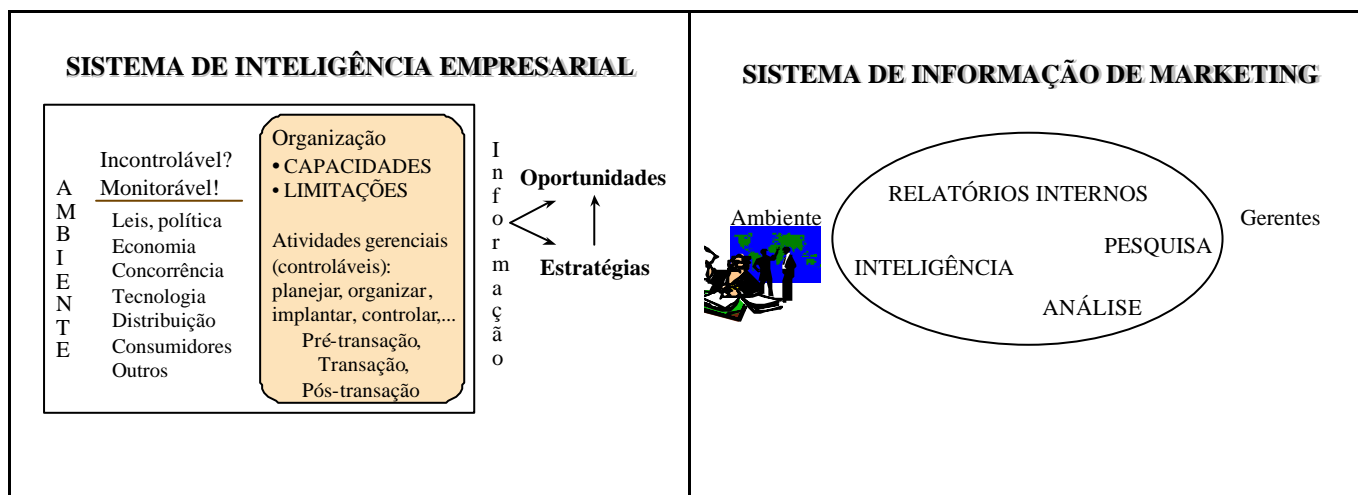 SISTEMA DE INTELIGÊNCIA EMPRESARIAL
AMBIENTE
Incontrolável?
Monitorável!
Leis, política
Economia
Concorrência
Tecnologia
Distribuição
Consumidores
Outros
Organização
• CAPACIDADES
• LIMITAÇÕES
Atividades gerenciais
(controláveis):
planejar, organizar,
implantar, controlar,...
Pré-transação,
Transação,
Pós-transação
Informação
Oportunidades
Estratégias
SISTEMA DE INFORMAÇÃO DE MARKETING
Ambiente
RELATÓRIOS INTERNOS
INTELIGÊNCIA
PESQUISA
ANÁLISE
Gerentes